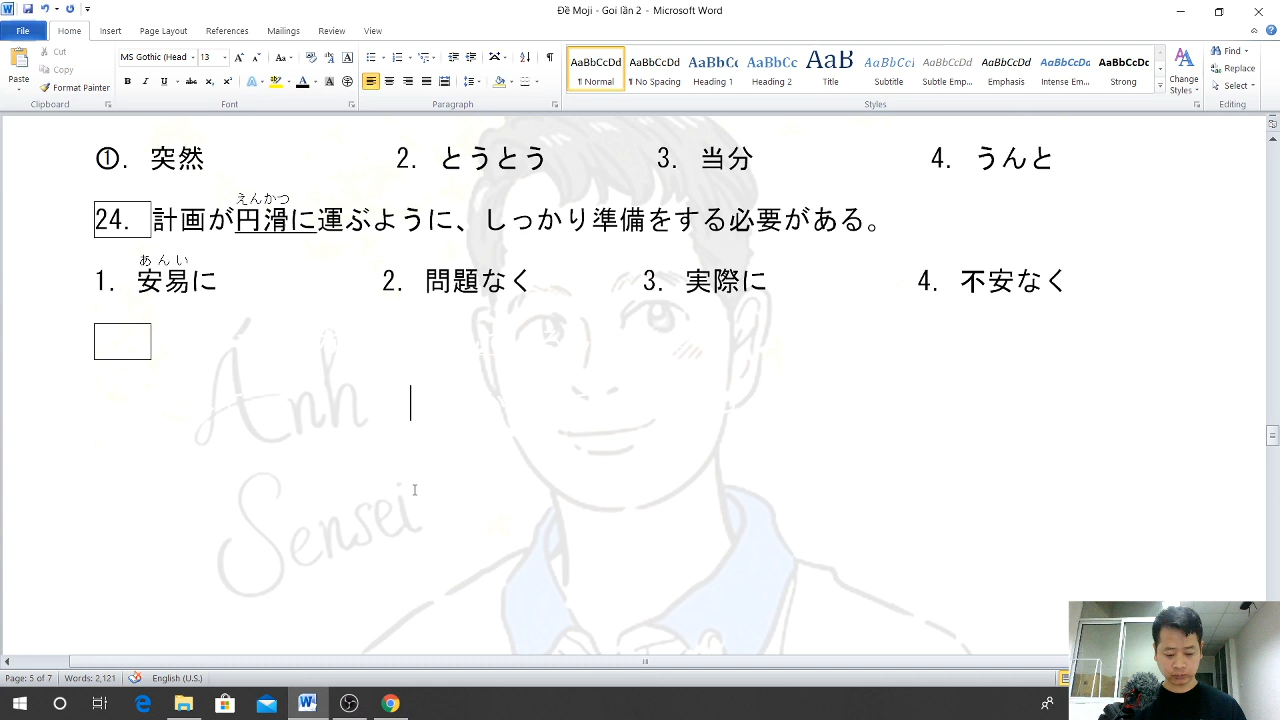 Đề Moji - Goi lần 2 - Microsoft Word
File Home Insert Page Layout References Mailings Review View
Cut
Copy
Paste
Format Painter
MS Gothic (Head 13
AaBbCcDd AaBbCcDd AaBbCc AaBbCc AaB AaBbCcI AaBbCcDd AaBbCcDd AaBbCcDd AaBbCcDc
¶ Normal ¶ No Spacing Heading 1 Heading 2 Title Subtitle Subtle Emp... Emphasis Intense Em... Strong
Change Styles
Find
Replace
Select
Clipboard Font Paragraph Styles Editing
①. 突然 2. とうとう 3. 当分 4. うんと
えんかつ
24. 計画が円滑に運ぶように、しっかり準備をする必要がある。
あんい
1. 安易に 2. 問題なく 3. 実際に 4. 不安なく
Ánh
Sensei
Page: 5 of 7 Words: 2,121 English (U.S.)